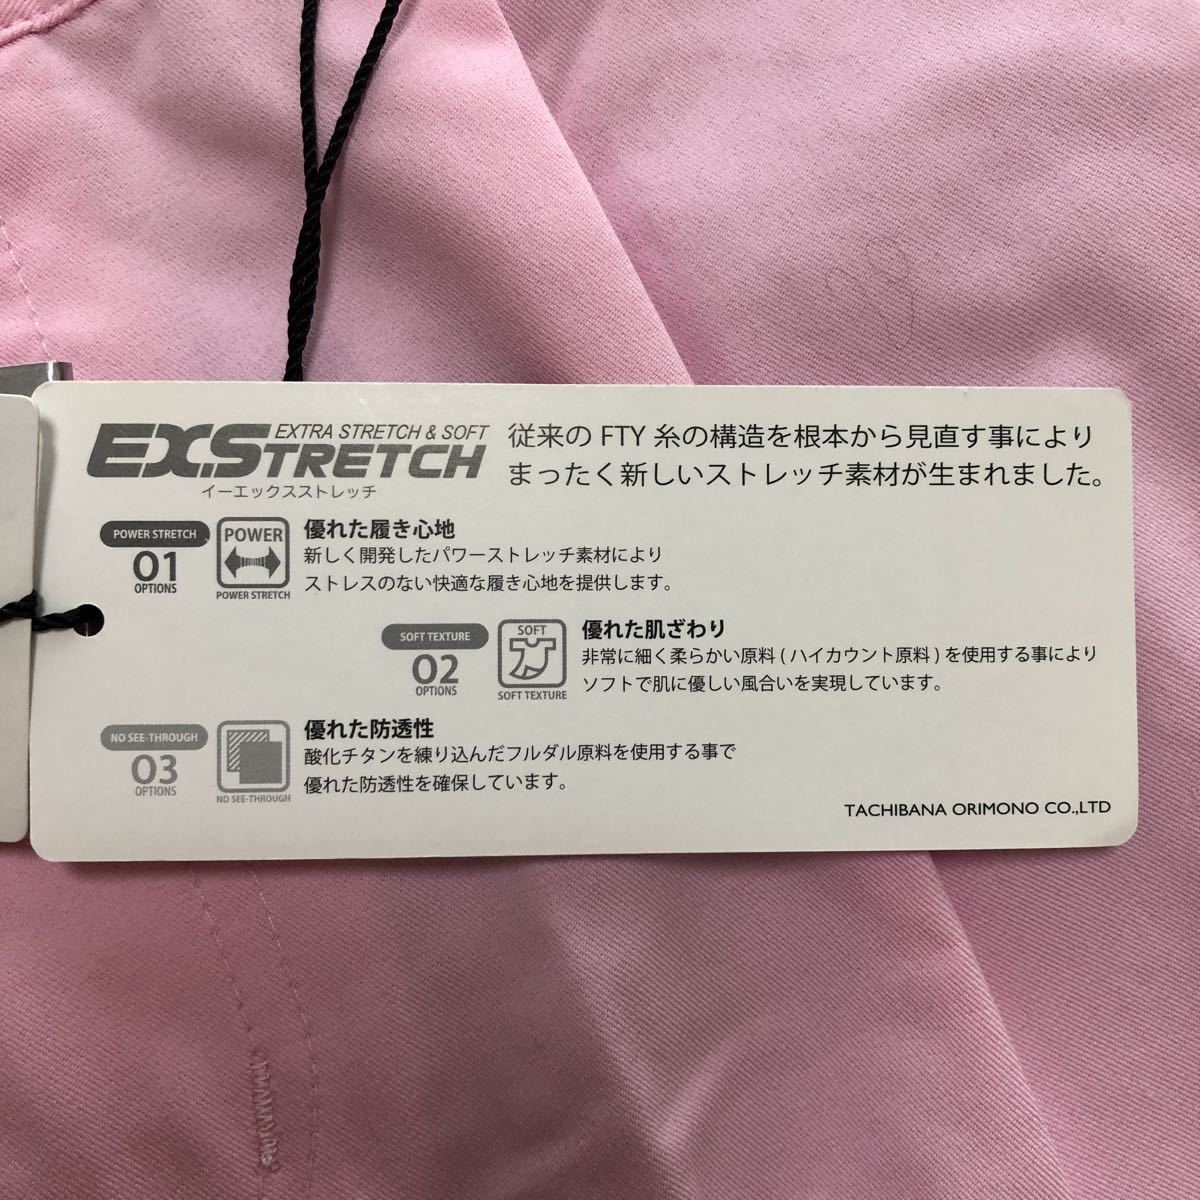 EXTRA STRETCH & SOFT
EX.STRETCH
イーエックスストレッチ
従来の FTY 糸の構造を根本から見直す事により
まったく新しいストレッチ素材が生まれました。
POWER STRETCH
01
OPTIONS
POWER
POWER STRETCH
優れた履き心地
新しく開発したパワーストレッチ素材により
ストレスのない快適な履き心地を提供します。
SOFT TEXTURE
02
OPTIONS
SOFT
SOFT TEXTURE
優れた肌ざわり
非常に細く柔らかい原料 ( ハイカウント原料 ) を使用する事により
ソフトで肌に優しい風合いを実現しています。
NO SEE-THROUGH
03
OPTIONS
NO SEE-THROUGH
優れた防透性
酸化チタンを練り込んだフルダル原料を使用する事で
優れた防透性を確保しています。
TACHIBANA ORIMONO CO.,LTD